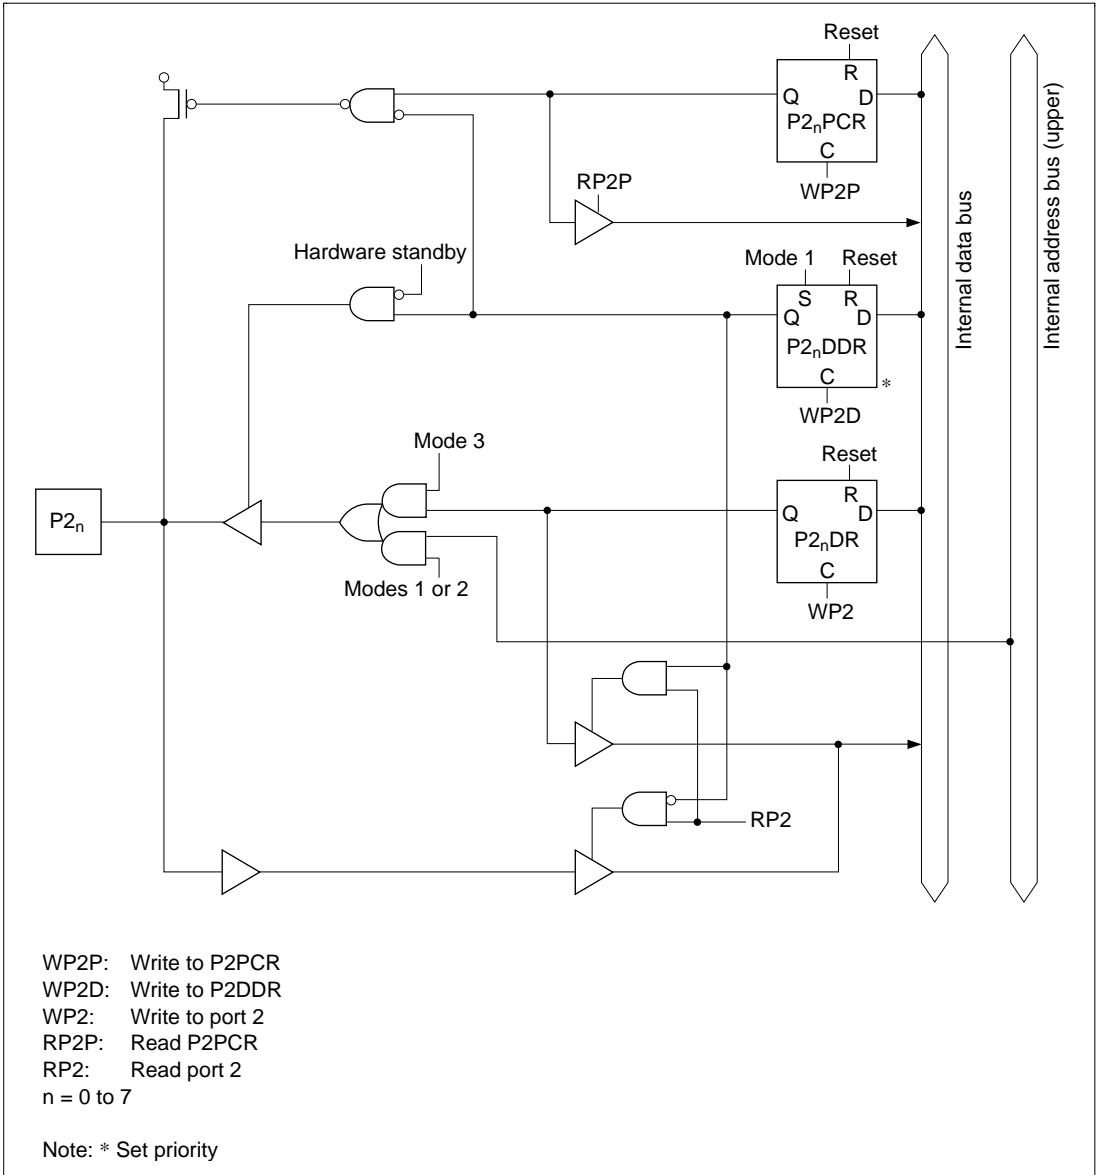 Reset
R
Q D
P2nPCR
C
WP2P
RP2P
Hardware standby
Mode 1 Reset
S R
Q D
P2nDDR
C
*
WP2D
Mode 3
Reset
R
P2n
Q D
P2nDR
C
Modes 1 or 2
WP2
RP2
Internal data bus
Internal address bus (upper)
WP2P: Write to P2PCR
WP2D: Write to P2DDR
WP2: Write to port 2
RP2P: Read P2PCR
RP2: Read port 2
n = 0 to 7
Note: * Set priority